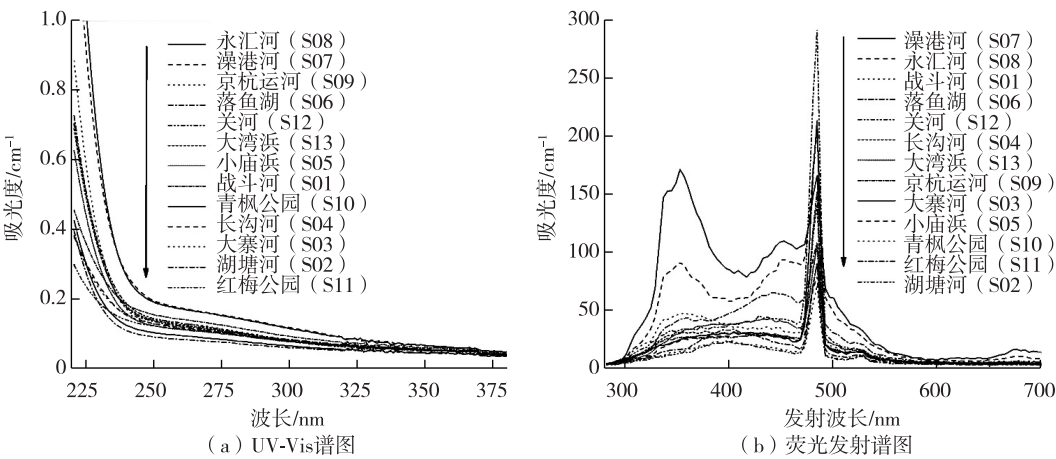 1.0
0.8
0.6
0.4
0.2
0
225
250
275
300
325
350
375
吸光度/cm⁻¹
波长/nm
永汇河（S08）
澡港河（S07）
京杭运河（S09）
落鱼湖（S06）
关河（S12）
大湾浜（S13）
小庙浜（S05）
战斗河（S01）
青枫公园（S10）
长沟河（S04）
大寨河（S03）
湖塘河（S02）
红梅公园（S11）
（a）UV-Vis谱图
300
250
200
150
100
50
0
300
400
500
600
700
吸光度/cm⁻¹
发射波长/nm
澡港河（S07）
永汇河（S08）
战斗河（S01）
落鱼湖（S06）
关河（S12）
长沟河（S04）
大湾浜（S13）
京杭运河（S09）
大寨河（S03）
小庙浜（S05）
青枫公园（S10）
红梅公园（S11）
湖塘河（S02）
（b）荧光发射谱图